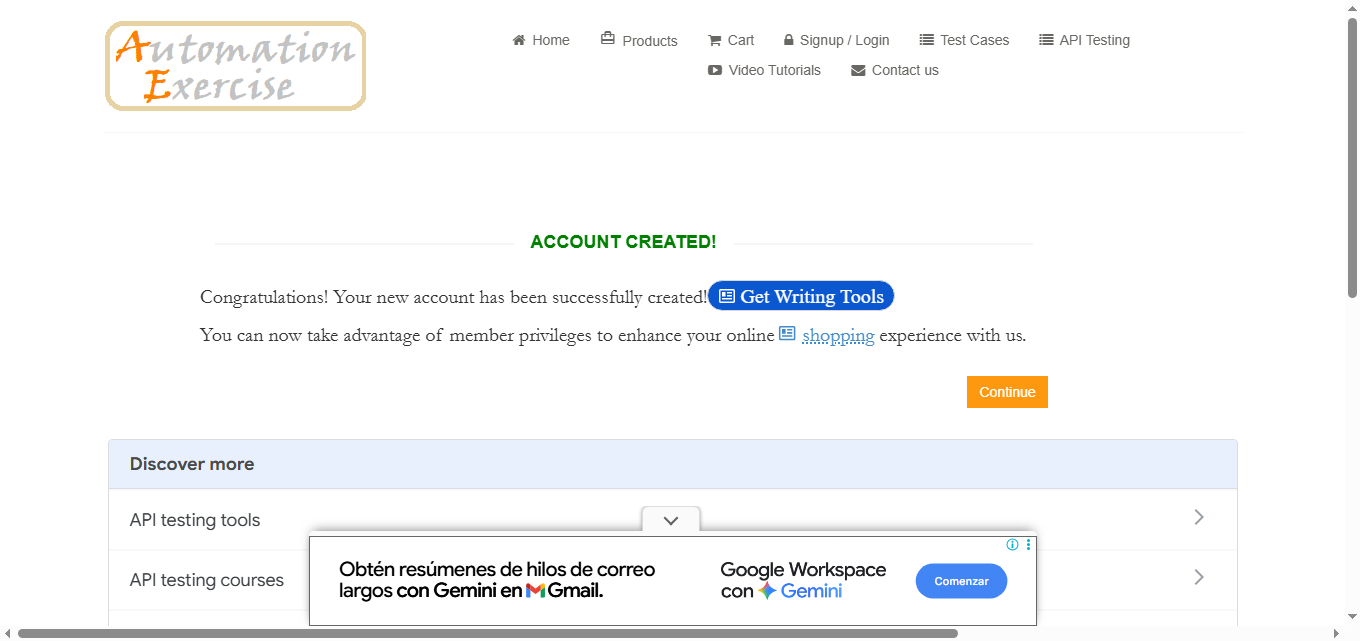 Automation
Exercise
Home
Products
Cart
Signup / Login
Test Cases
API Testing
Video Tutorials
Contact us
ACCOUNT CREATED!
Congratulations! Your new account has been successfully created! Get Writing Tools
You can now take advantage of member privileges to enhance your online shopping experience with us.
Continue
Discover more
API testing tools
API testing courses
Obtén resúmenes de hilos de correo
largos con Gemini en Gmail.
Google Workspace
con Gemini
Comenzar